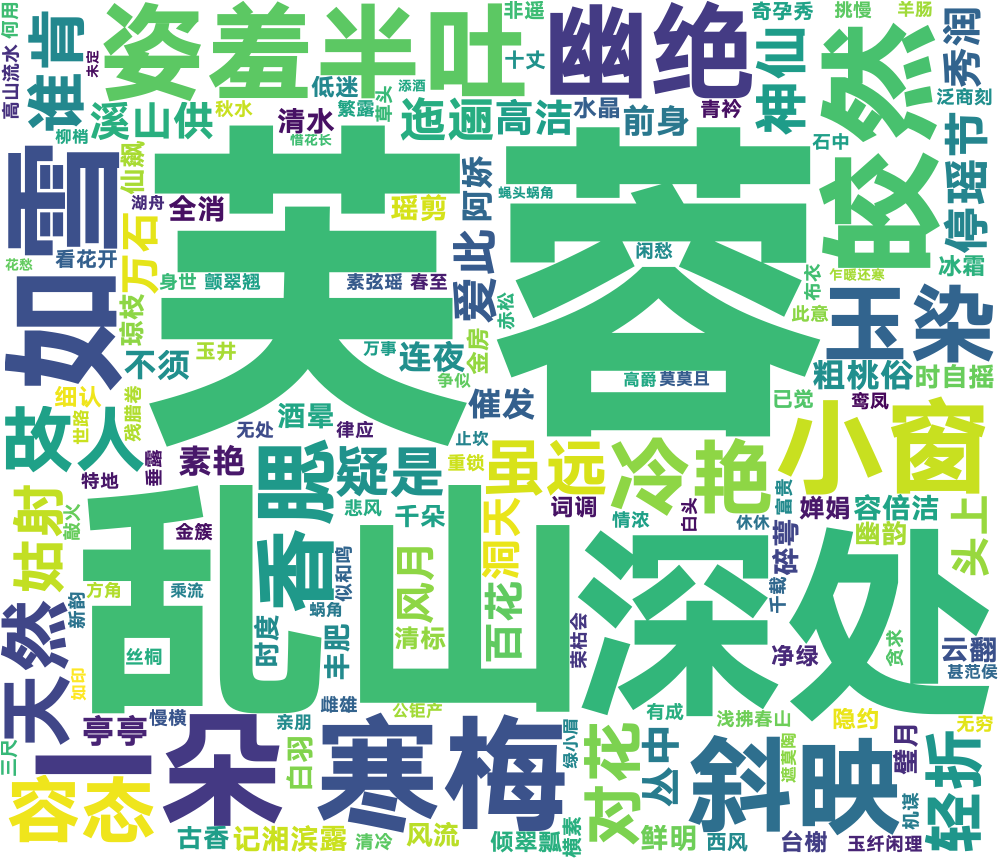 何用
非遥
奇孕秀
挑慢
羊肠
高山流水
未定
谁肯
姿羞半吐
幽绝
神仙
皎然
秀润
十丈
低迷
添酒
繁露
草头
水晶
青衿
泛商刻
柳梢
溪山供
秋水
清水
惜花长
迤逦高洁
前身
石中
停瑶节
如雪
仙飙
湖舟
全消
瑶剪
阿娇
蝇头蜗角
芙蓉
看花开
万石
爱此
闲愁
冰霜
花愁
身世
颤翠翘
素弦瑶
春至
赤松
布衣
乍暖还寒
琼枝
玉井
万事
连夜
金房
此意
玉染
不须
争似
高爵
莫莫且
粗桃俗
时自摇
细认
世路
残腊卷
催发
已觉
鸾凤
故人
酒晕
无处
律应
止坎
小窗
特地
垂露
素艳
香腮
疑是
重锁
虽远
冷艳
姑射
敲火
悲风
千朵
词调
情浓
白头
休休
富贵
婵娟
容倍洁
头上
金簇
洞天
碎萼
幽韵
乱山深处
方角
乘流
似和鸣
风月
百花
千载
新韵
蜗角
天然
丝桐
时度
丰肥
清标
荣枯会
净绿
贪求
云翻
甚范侯
如印
雌雄
公钜产
有成
浅拂春山
隐约
无穷
亭亭
慢横
亲朋
绿小眉
一朵
寒梅
对花
丛中
斜映
遮莫陶
璧月
轻折
三尺
容态
白羽
机谋
古香
记湘滨露
清冷
风流
倾翠飘
横素
鲜明
西风
台榭
玉纤闲理